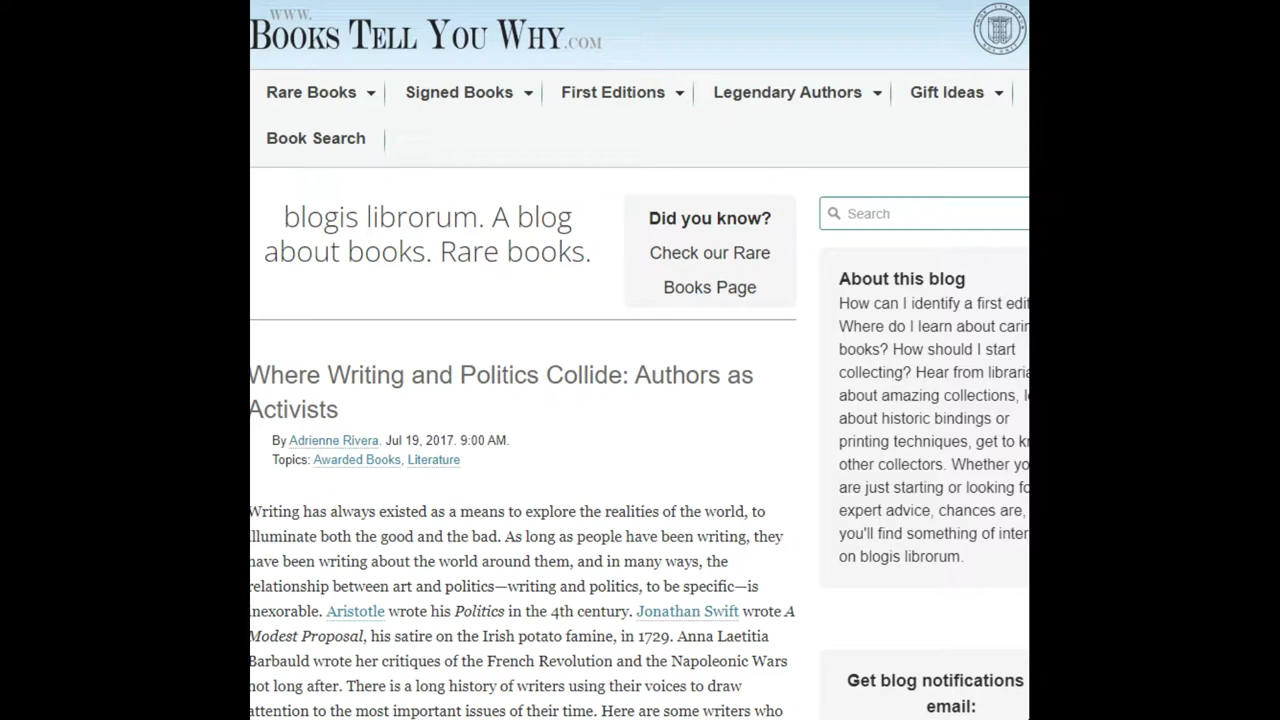 WWW.
BOOKS TELL YOU WHY.COM
Rare Books
Signed Books
First Editions
Legendary Authors
Gift Ideas
Book Search
blogis librorum. A blog
about books. Rare books.
Did you know?
Check our Rare
Books Page
Search
About this blog
How can I identify a first edit
Where do I learn about carin
books? How should I start
collecting? Hear from libraria
about amazing collections, l
about historic bindings or
printing techniques, get to k
other collectors. Whether yo
are just starting or looking fo
expert advice, chances are,
you'll find something of inter
on blogis librorum.
Where Writing and Politics Collide: Authors as
Activists
By Adrienne Rivera. Jul 19, 2017. 9:00 AM.
Topics: Awarded Books, Literature
Writing has always existed as a means to explore the realities of the world, to
illuminate both the good and the bad. As long as people have been writing, they
have been writing about the world around them, and in many ways, the
relationship between art and politics—writing and politics, to be specific—is
inexorable. Aristotle wrote his Politics in the 4th century. Jonathan Swift wrote A
Modest Proposal, his satire on the Irish potato famine, in 1729. Anna Laetitia
Barbauld wrote her critiques of the French Revolution and the Napoleonic Wars
not long after. There is a long history of writers using their voices to draw
attention to the most important issues of their time. Here are some writers who
Get blog notifications
email: